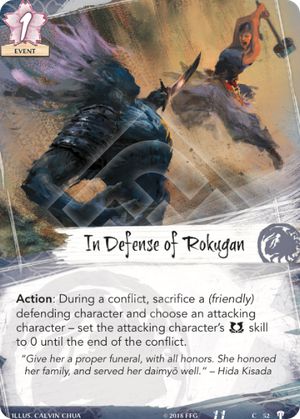 1
EVENT
In Defense of Rokugan
Action: During a conflict, sacrifice a (friendly)
defending character and choose an attacking
character – set the attacking character's skill
to 0 until the end of the conflict.
"Give her a proper funeral, with all honors. She honored
her family, and served her daimyō well." – Hida Kisada
ILLUS. CALVIN CHUA
© 2018 FFG
11
C 52